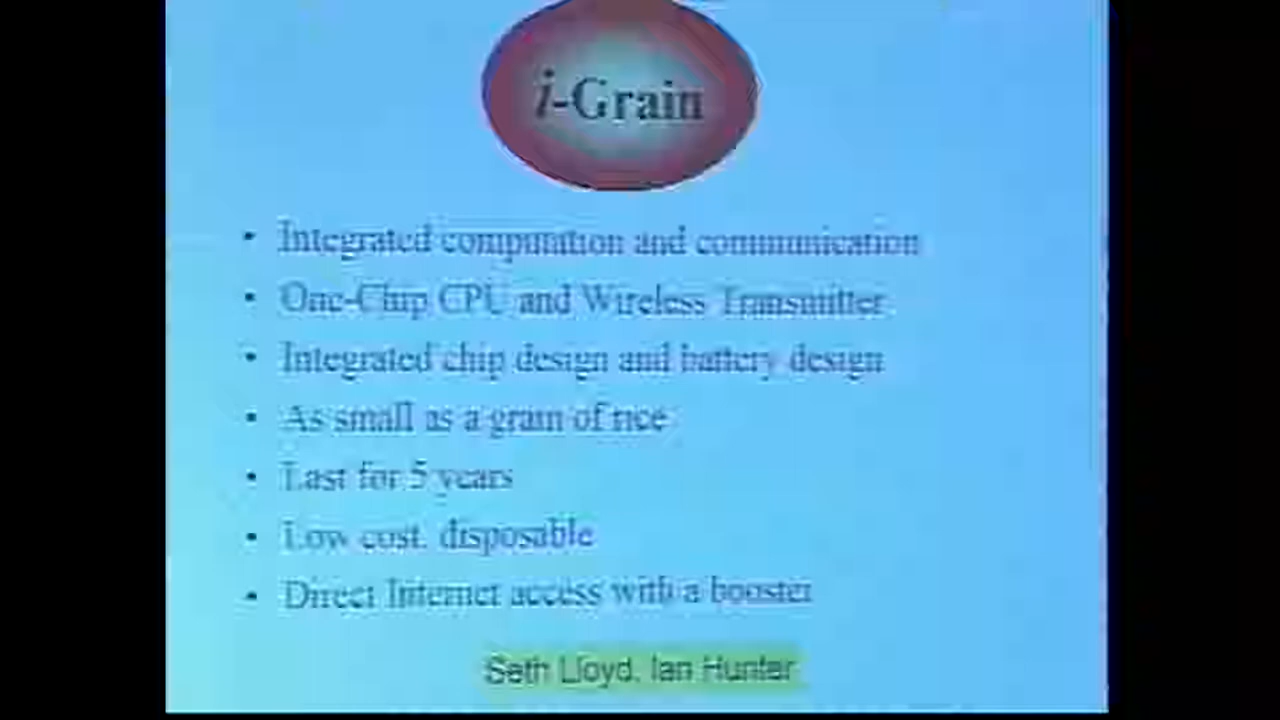 i-Grain
• Integrated computation and communication
• One-Chip CPU and Wireless Transmitter
• Integrated chip design and battery design
• As small as a grain of rice
• Last for 5 years
• Low cost, disposable
• Direct Internet access with a booster
Seth Lloyd, Ian Hunter